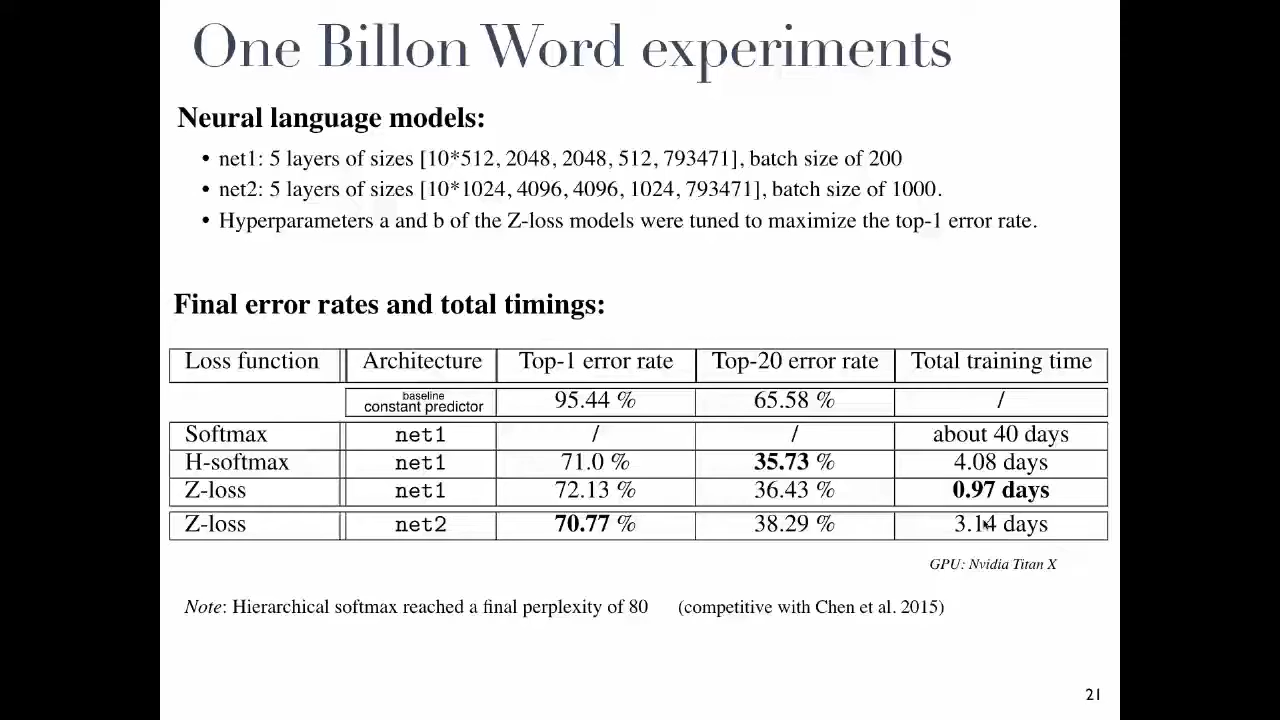 One Billon Word experiments
Neural language models:
• net1: 5 layers of sizes [10*512, 2048, 2048, 512, 793471], batch size of 200
• net2: 5 layers of sizes [10*1024, 4096, 4096, 1024, 793471], batch size of 1000.
• Hyperparameters a and b of the Z-loss models were tuned to maximize the top-1 error rate.
Final error rates and total timings:
Loss function Architecture Top-1 error rate Top-20 error rate Total training time
baseline
constant predictor 95.44 % 65.58 % /
Softmax net1 / / about 40 days
H-softmax net1 71.0 % 35.73 % 4.08 days
Z-loss net1 72.13 % 36.43 % 0.97 days
Z-loss net2 70.77 % 38.29 % 3.14 days
GPU: Nvidia Titan X
Note: Hierarchical softmax reached a final perplexity of 80 (competitive with Chen et al. 2015)
21